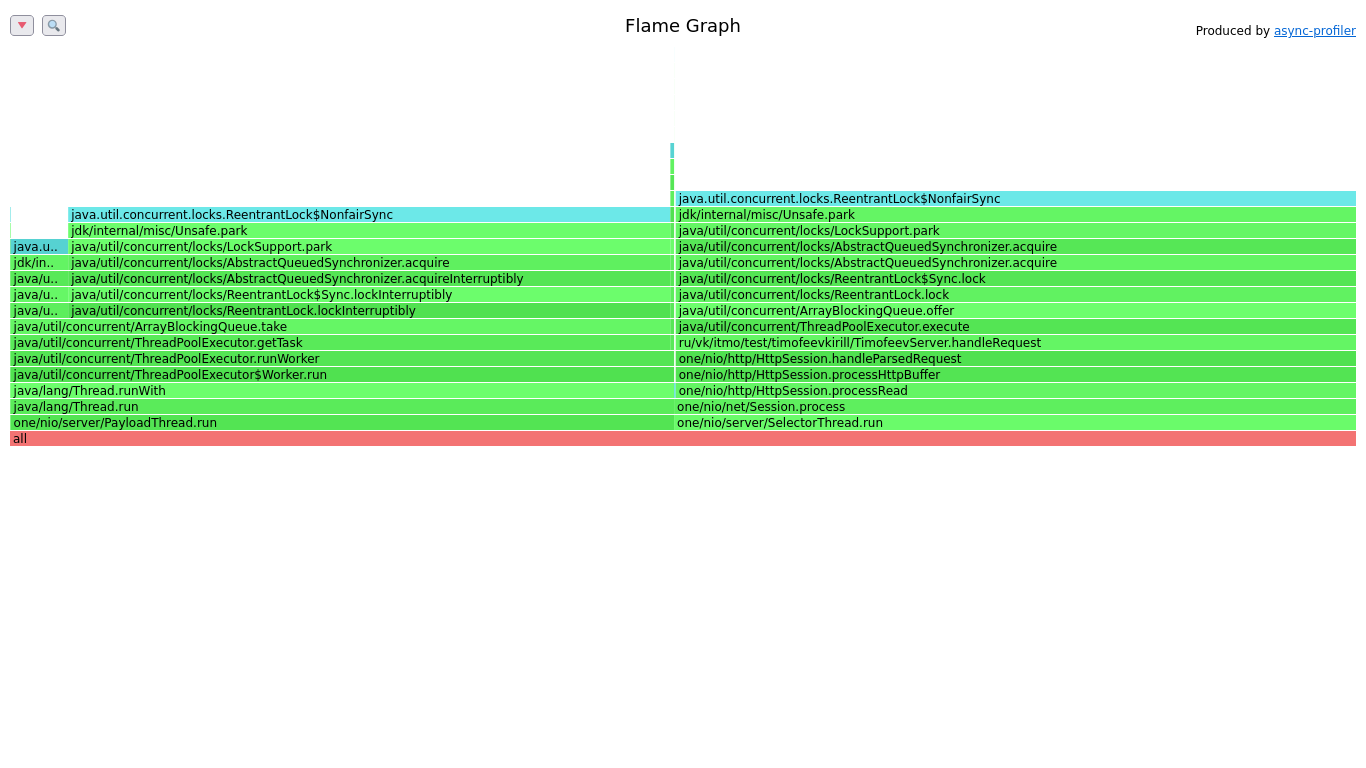 Flame Graph
Produced by async-profiler
java.util.concurrent.locks.ReentrantLock$NonfairSync
java.util.concurrent.locks.ReentrantLock$NonfairSync jdk/internal/misc/Unsafe.park
jdk/internal/misc/Unsafe.park java/util/concurrent/locks/LockSupport.park
java.u.. java/util/concurrent/locks/LockSupport.park java/util/concurrent/locks/AbstractQueuedSynchronizer.acquire
jdk/in.. java/util/concurrent/locks/AbstractQueuedSynchronizer.acquire java/util/concurrent/locks/AbstractQueuedSynchronizer.acquire
java/u.. java/util/concurrent/locks/AbstractQueuedSynchronizer.acquireInterruptibly java/util/concurrent/locks/ReentrantLock$Sync.lock
java/u.. java/util/concurrent/locks/ReentrantLock$Sync.lockInterruptibly java/util/concurrent/locks/ReentrantLock.lock
java/u.. java/util/concurrent/locks/ReentrantLock.lockInterruptibly java/util/concurrent/ArrayBlockingQueue.offer
java/util/concurrent/ArrayBlockingQueue.take java/util/concurrent/ThreadPoolExecutor.execute
java/util/concurrent/ThreadPoolExecutor.getTask ru/vk/itmo/test/timofeevkirill/TimofeevServer.handleRequest
java/util/concurrent/ThreadPoolExecutor.runWorker one/nio/http/HttpSession.handleParsedRequest
java/util/concurrent/ThreadPoolExecutor$Worker.run one/nio/http/HttpSession.processHttpBuffer
java/lang/Thread.runWith one/nio/http/HttpSession.processRead
java/lang/Thread.run one/nio/net/Session.process
one/nio/server/PayloadThread.run one/nio/server/SelectorThread.run
all